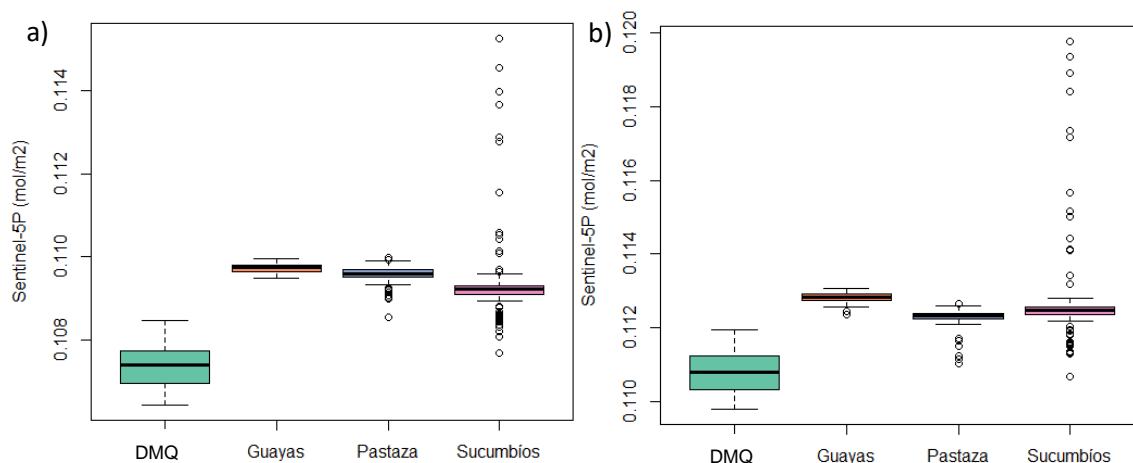 a)
Sentinel-5P (mol/m2)
0.114
0.112
0.110
0.108
DMQ Guayas Pastaza Sucumbíos
b)
Sentinel-5P (mol/m2)
0.120
0.118
0.116
0.114
0.112
0.110
DMQ Guayas Pastaza Sucumbíos